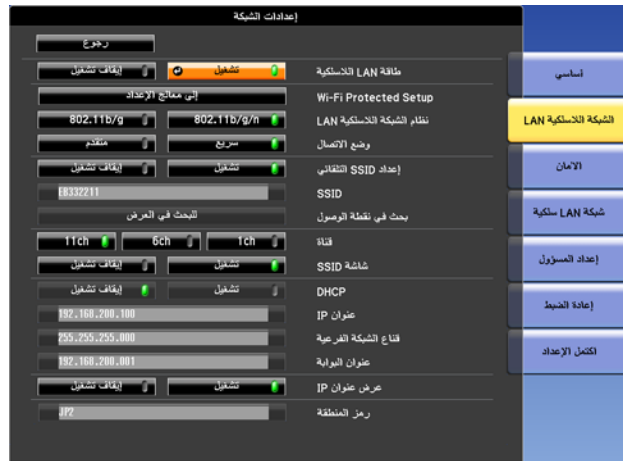 إعدادات الشبكة
رجوع
طاقة LAN اللاسلكية تشغيل إيقاف تشغيل
Wi-Fi Protected Setup إلى معالج الإعداد
نظام الشبكة اللاسلكية LAN 802.11b/g/n 802.11b/g
وضع الاتصال سريع متقدم
إعداد SSID التلقائي تشغيل إيقاف تشغيل
SSID EB332211
بحث في نقطة الوصول للبحث في العرض
قناة 1ch 6ch 11ch
شاشة SSID تشغيل إيقاف تشغيل
DHCP تشغيل إيقاف تشغيل
عنوان IP 192.168.200.100
قناع الشبكة الفرعية 255.255.255.000
عنوان البوابة 192.168.200.001
عرض عنوان IP تشغيل إيقاف تشغيل
رمز المنطقة JP2
أساسي
الشبكة اللاسلكية LAN
الأمان
شبكة LAN سلكية
إعداد المسؤول
إعادة الضبط
اكتمل الإعداد